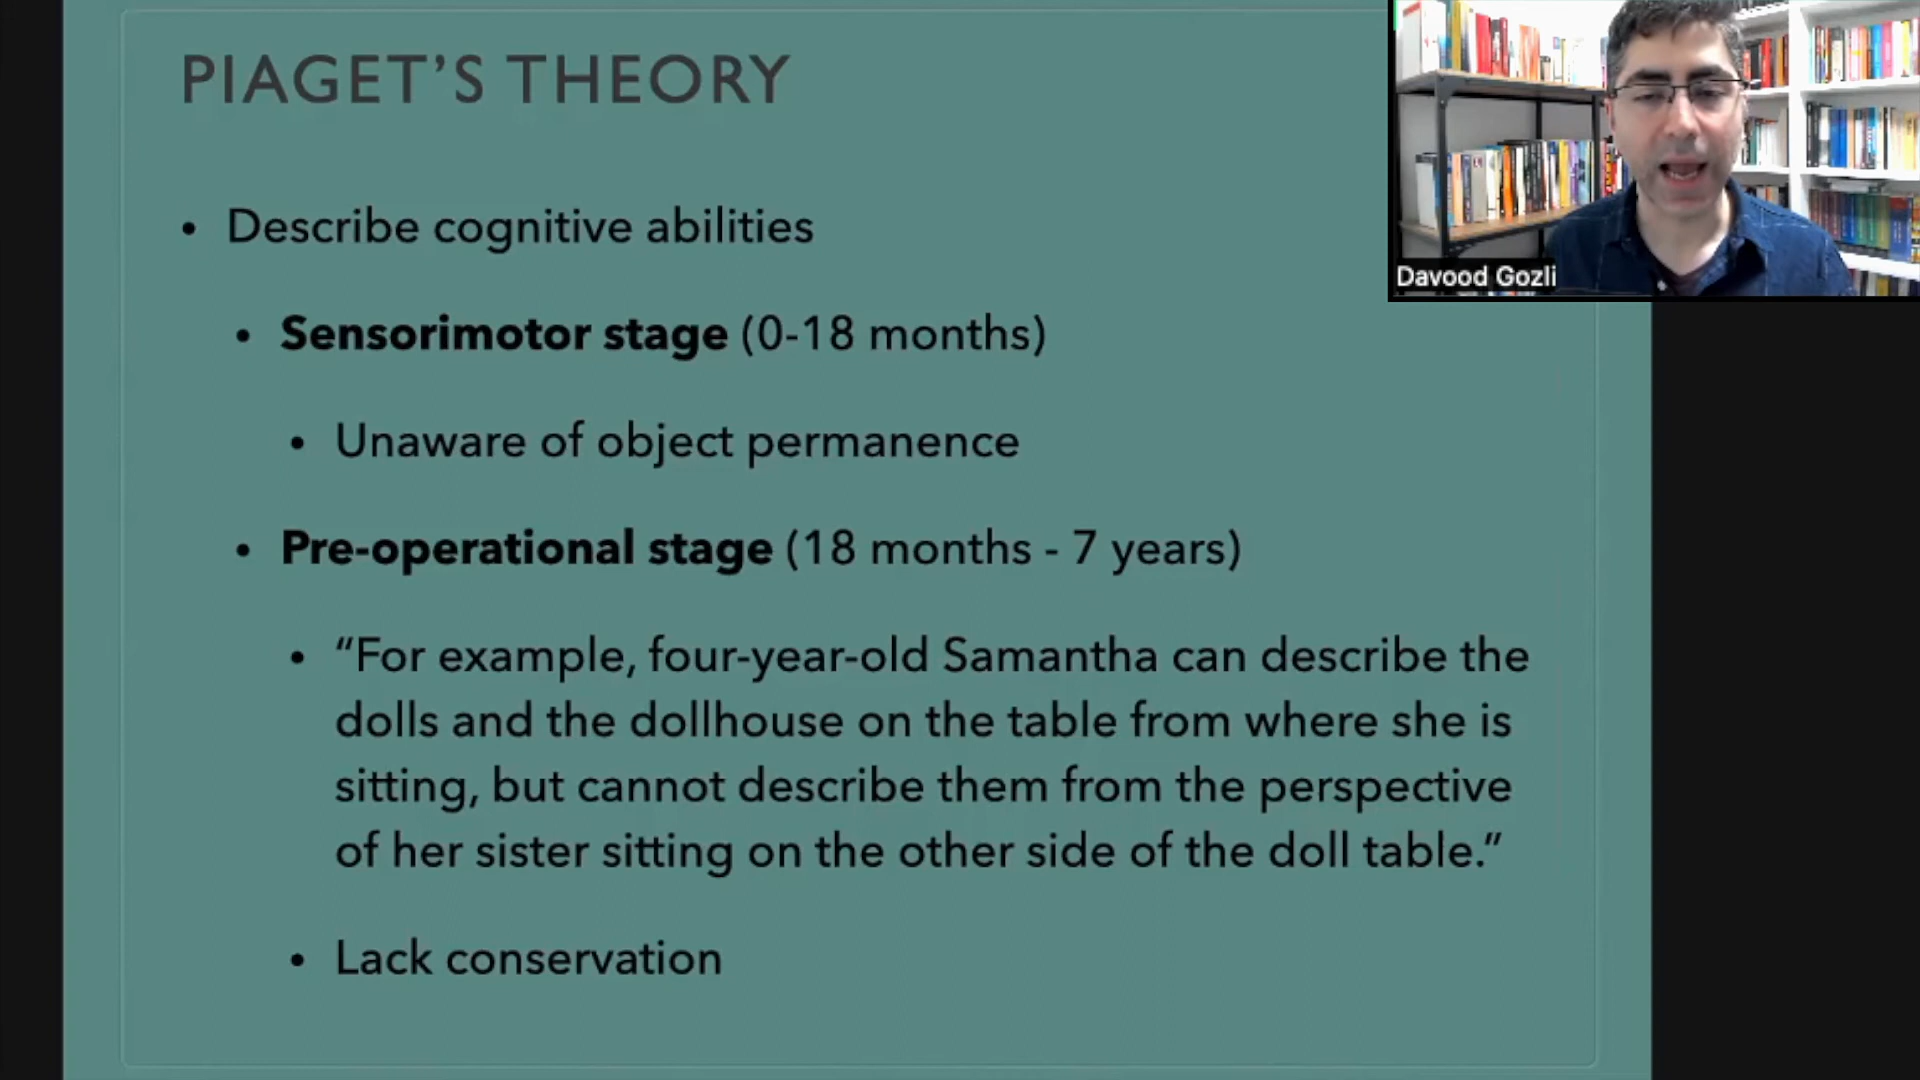 PIAGET'S THEORY
• Describe cognitive abilities
• Sensorimotor stage (0-18 months)
• Unaware of object permanence
• Pre-operational stage (18 months - 7 years)
• “For example, four-year-old Samantha can describe the
dolls and the dollhouse on the table from where she is
sitting, but cannot describe them from the perspective
of her sister sitting on the other side of the doll table.”
• Lack conservation
Davood Gozli